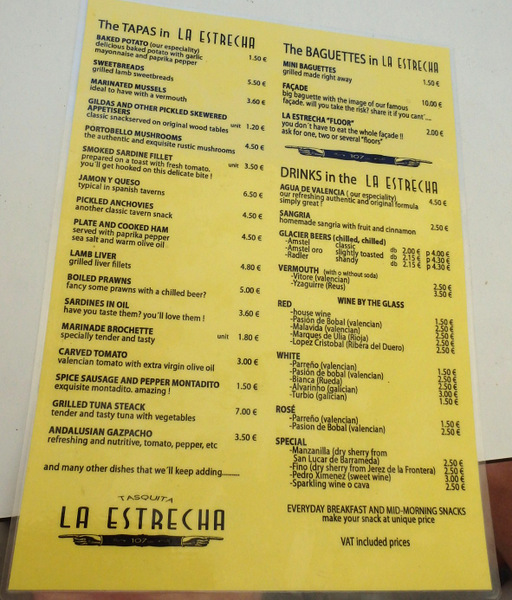 The TAPAS in LA ESTRECHA
BAKED POTATO (our especiality)
delicious baked potato with garlic
mayonnaise and paprika pepper 1.50 €
SWEETBREADS
grilled lamb sweetbreads 5.50 €
MARINATED MUSSELS
ideal to have with a vermouth 3.60 €
GILDAS AND OTHER PICKLED SKEWERED
APPETISERS
classic snackserved on original wood tables unit 1.20 €
PORTOBELLO MUSHROOMS
the authentic and exquisite rustic mushrooms 4.50 €
SMOKED SARDINE FILLET
prepared on a toast with fresh tomato. unit 3.50 €
you'll get hooked on this delicate bite !
JAMON Y QUESO
typical in spanish taverns 6.50 €
PICKLED ANCHOVIES
another classic tavern snack 4.50 €
PLATE AND COOKED HAM
served with paprika pepper 4.50 €
sea salt and warm olive oil
LAMB LIVER
grilled liver fillets 4.80 €
BOILED PRAWNS
fancy some prawns with a chilled beer? 5.00 €
SARDINES IN OIL
have you taste them? you'll love them ! 3.60 €
MARINADE BROCHETTE
specially tender and tasty unit 1.80 €
CARVED TOMATO
valencian tomato with extra virgin olive oil 3.00 €
SPICE SAUSAGE AND PEPPER MONTADITO
exquisite montadito. amazing ! 1.50 €
GRILLED TUNA STEACK
tender and tasty tuna with vegetables 7.00 €
ANDALUSIAN GAZPACHO
refreshing and nutritive, tomato, pepper, etc 3.50 €
and many other dishes that we'll keep adding........
TASQUITA
LA ESTRECHA
107
The BAGUETTES in LA ESTRECHA
MINI BAGUETTES
grilled made right away 1.50 €
FAÇADE
big baguette with the image of our famous 10.00 €
façade. will you take the risk? share it if you cant´....
LA ESTRECHA "FLOOR"
you don´t have to eat the whole façade !! 2.00 €
ask for one, two or several "floors"
107
DRINKS in the LA ESTRECHA
AGUA DE VALENCIA ( our especiality)
our refreshing authentic and original formula 4.50 €
simply great !
SANGRIA
homemade sangria with fruit and cinnamon 2.50 €
GLACIER BEERS (chilled, chilled)
-Amstel classic db 2.00 € p 4.00 €
-Amstel oro slightly toasted db 2.15 € p 4.30 €
-Radler shandy db 2.15 € p 4.30 €
VERMOUTH (with o without soda)
-Vitore (valencian) 2.50 €
-Yzaguirre (Reus) 3.50 €
WINE BY THE GLASS
RED
-house wine 1.50 €
-Pasión de Bobal (valencian) 2.50 €
-Malavida (valencian) 2.50 €
-Marques de Ulia (Rioja) 2.50 €
-Lopez Cristobal (Ribera del Duero) 2.50 €
WHITE
-Parreño (valencian) 1.50 €
-Pasión de bobal (valencian) 2.50 €
-Bianca (Rueda) 2.50 €
-Alvarinho (galician) 3.00 €
-Turbio (galician) 1.50 €
ROSÉ
-Parreño (valencian) 1.50 €
-Pasion de Bobal (valencian) 2.50 €
SPECIAL
-Manzanilla (dry sherry from
San Lucar de Barrameda) 2.50 €
-Fino (dry sherry from Jerez de la Frontera) 2.50 €
-Pedro Ximenez (sweet wine) 3.00 €
-Sparkling wine o cava 2.50 €
EVERYDAY BREAKFAST AND MID-MORNING SNACKS
make your snack at unique price
VAT included prices